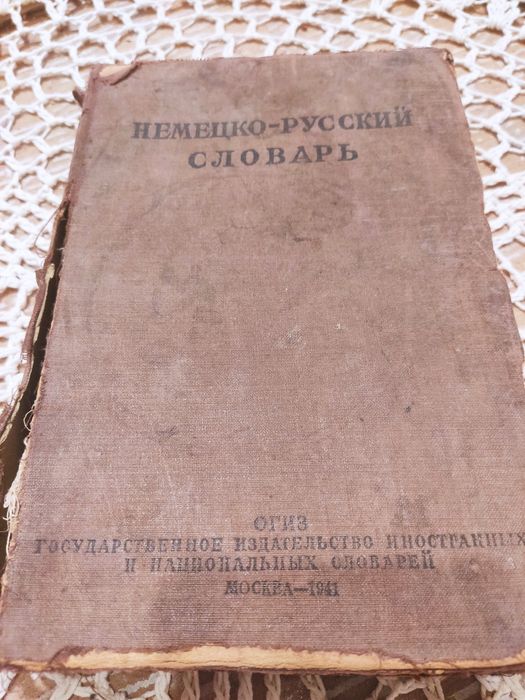 НЕМЕЦКО-РУССКИЙ
СЛОВАРЬ
ОГИЗ
ГОСУДАРСТВЕННОЕ ИЗДАТЕЛЬСТВО ИНОСТРАННЫХ
И НАЦИОНАЛЬНЫХ СЛОВАРЕЙ
МОСКВА—1941